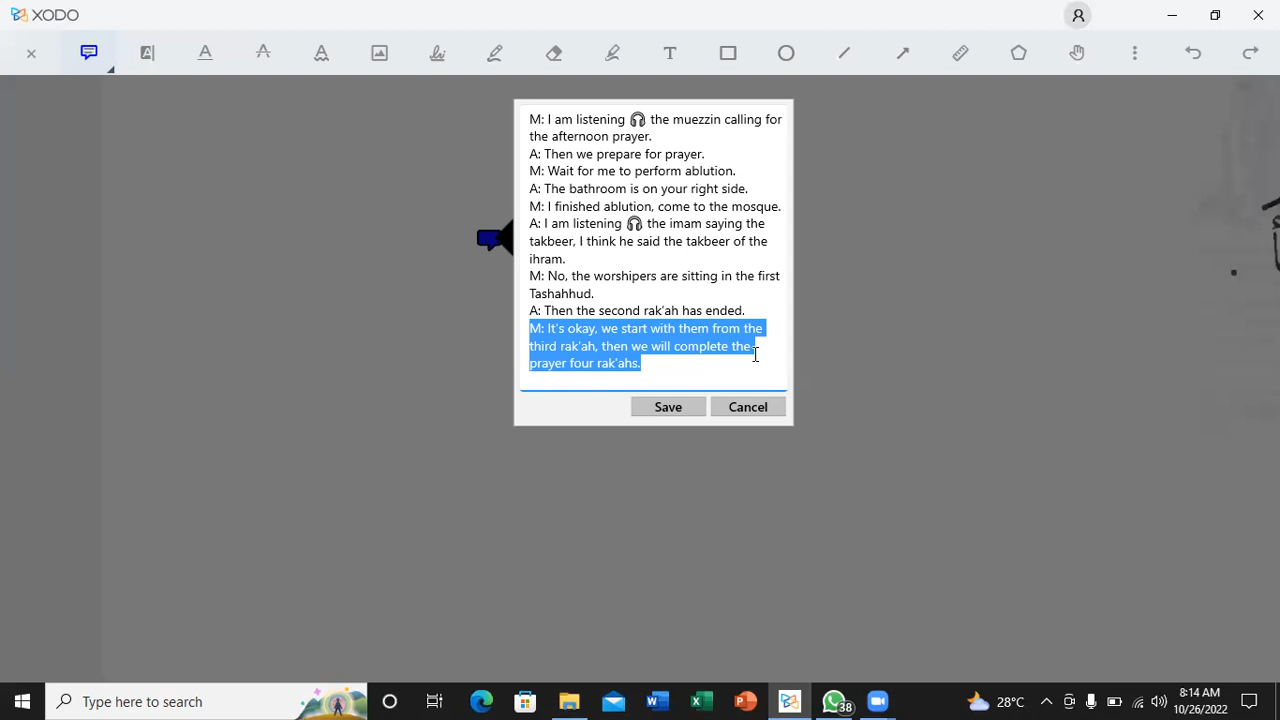 XODO
M: I am listening 🎧 the muezzin calling for
the afternoon prayer.
A: Then we prepare for prayer.
M: Wait for me to perform ablution.
A: The bathroom is on your right side.
M: I finished ablution, come to the mosque.
A: I am listening 🎧 the imam saying the
takbeer, I think he said the takbeer of the
ihram.
M: No, the worshipers are sitting in the first
Tashahhud.
A: Then the second rak'ah has ended.
M: It's okay, we start with them from the
third rak'ah, then we will complete the
prayer four rak'ahs.
Save Cancel
Type here to search
38
28°C
8:14 AM
10/26/2022